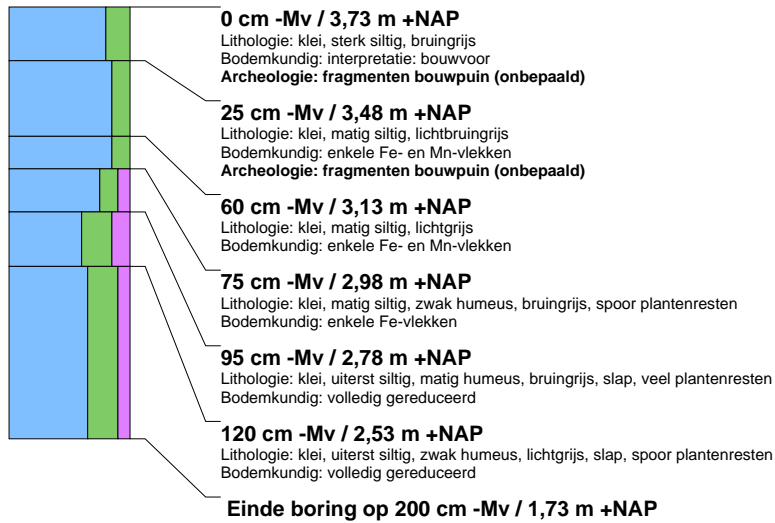 0 cm -Mv / 3,73 m +NAP
Lithologie: klei, sterk siltig, bruingrijs
Bodemkundig: interpretatie: bouwvoor
Archeologie: fragmenten bouwpuin (onbepaald)
25 cm -Mv / 3,48 m +NAP
Lithologie: klei, matig siltig, lichtbruingrijs
Bodemkundig: enkele Fe- en Mn-vlekken
Archeologie: fragmenten bouwpuin (onbepaald)
60 cm -Mv / 3,13 m +NAP
Lithologie: klei, matig siltig, lichtgrijs
Bodemkundig: enkele Fe- en Mn-vlekken
75 cm -Mv / 2,98 m +NAP
Lithologie: klei, matig siltig, zwak humeus, bruingrijs, spoor plantenresten
Bodemkundig: enkele Fe-vlekken
95 cm -Mv / 2,78 m +NAP
Lithologie: klei, uiterst siltig, matig humeus, bruingrijs, slap, veel plantenresten
Bodemkundig: volledig gereduceerd
120 cm -Mv / 2,53 m +NAP
Lithologie: klei, uiterst siltig, zwak humeus, lichtgrijs, slap, spoor plantenresten
Bodemkundig: volledig gereduceerd
Einde boring op 200 cm -Mv / 1,73 m +NAP